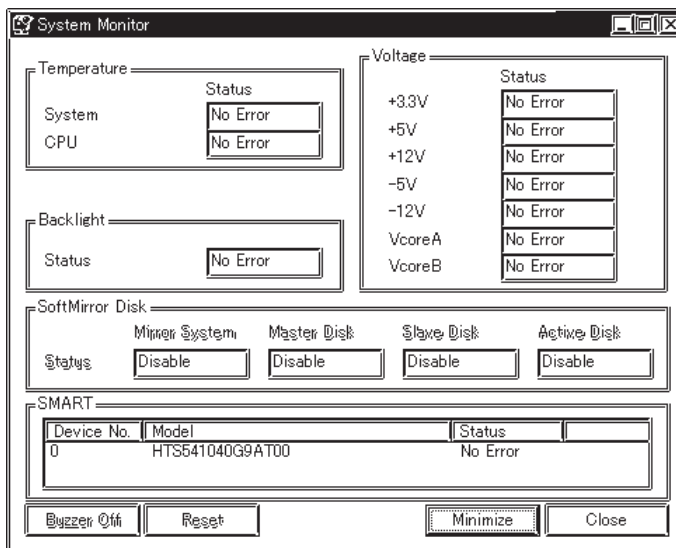 System Monitor
Temperature
Status
System No Error
CPU No Error
Backlight
Status No Error
Voltage
Status
+3.3V No Error
+5V No Error
+12V No Error
-5V No Error
-12V No Error
VcoreA No Error
VcoreB No Error
SoftMirror Disk
Mirror System Master Disk Slave Disk Active Disk
Status Disable Disable Disable Disable
SMART
Device No. Model Status
0 HTS541040G9AT00 No Error
Buzzer Off Reset Minimize Close